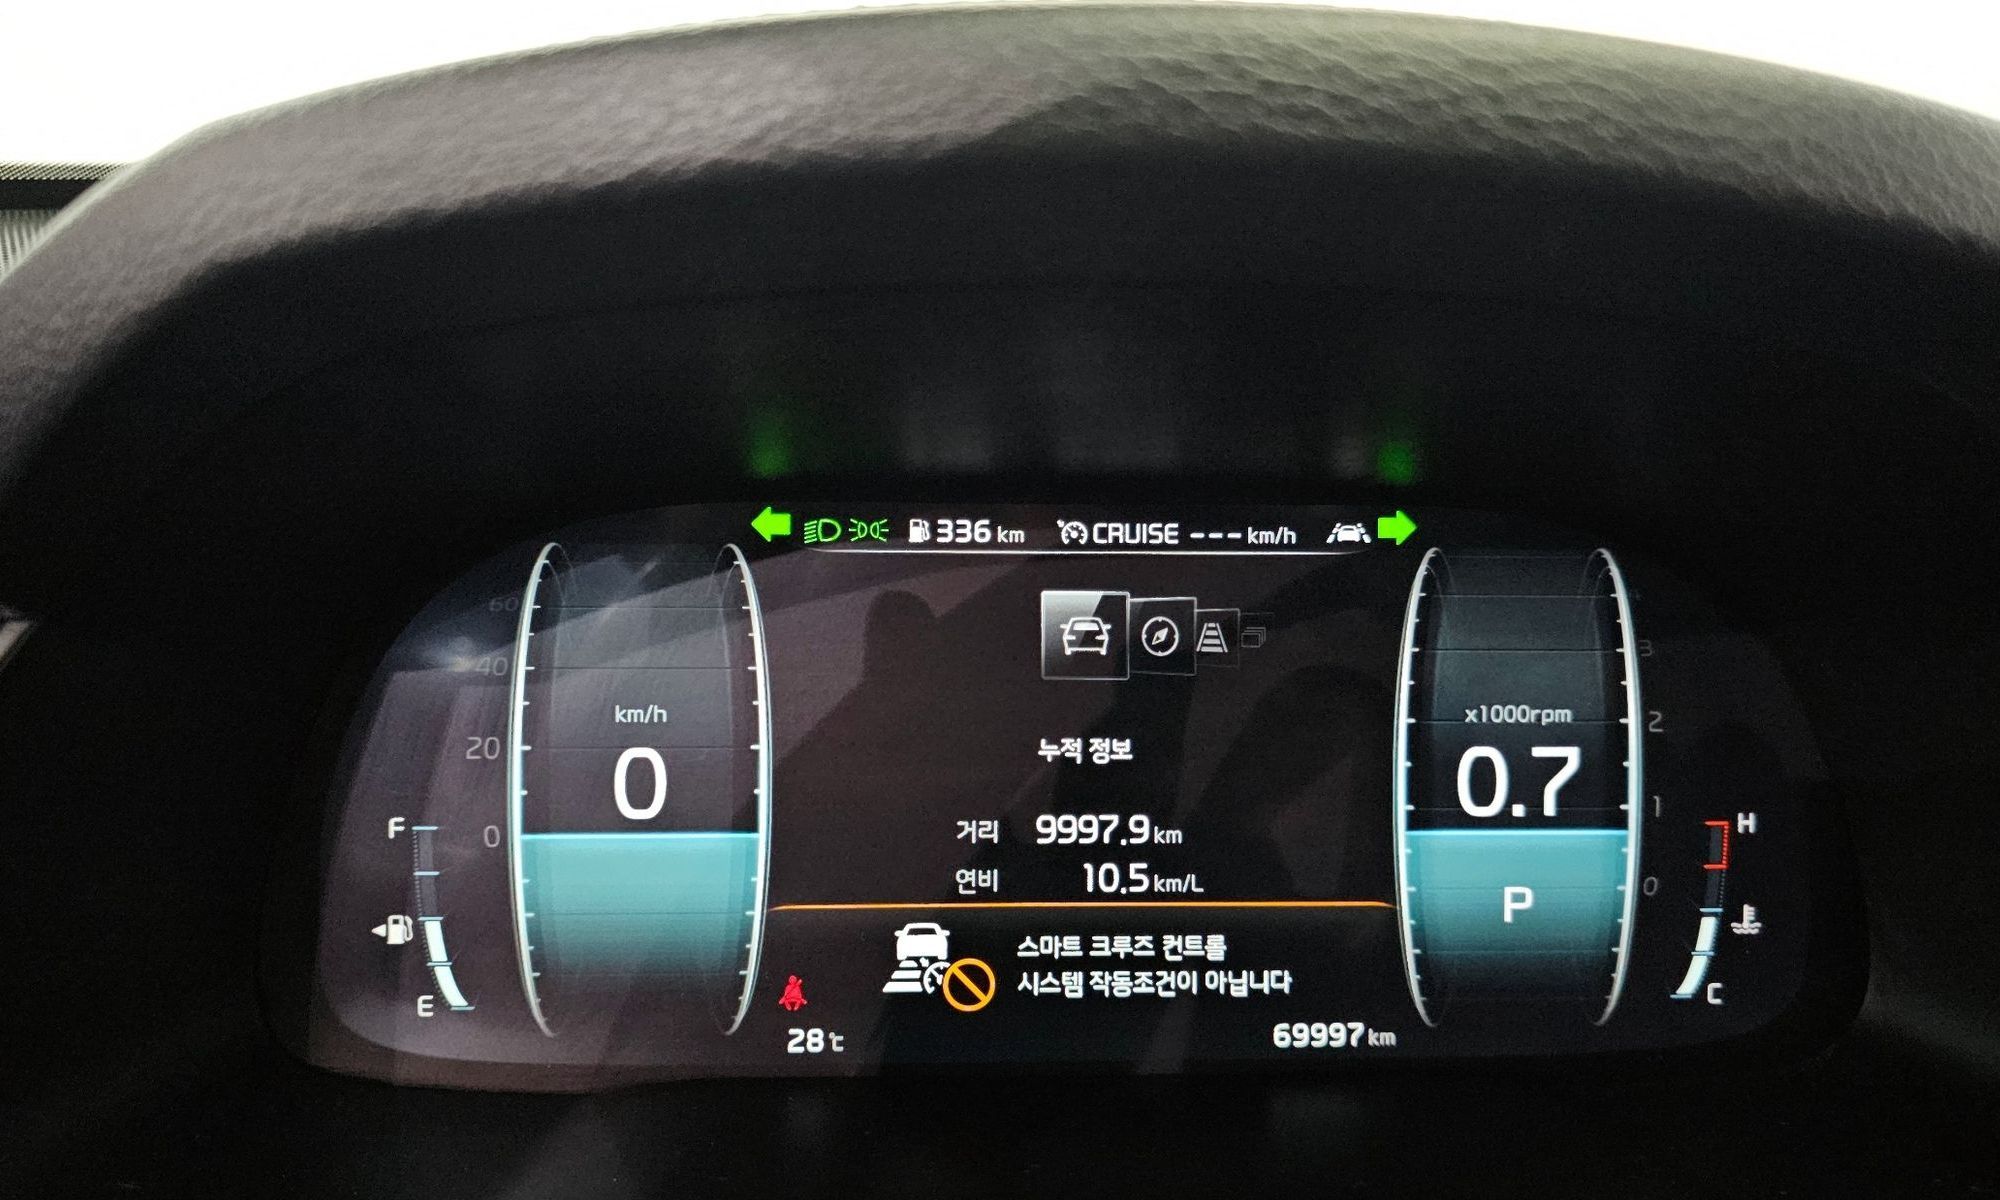 336 km
CRUISE --- km/h
60
40
20
0
km/h
0
F
E
누적 정보
거리 9997.9 km
연비 10.5 km/L
스마트 크루즈 컨트롤
시스템 작동조건이 아닙니다
28 ℃
69997 km
x1000rpm
0.7
P
3
2
1
0
H
C